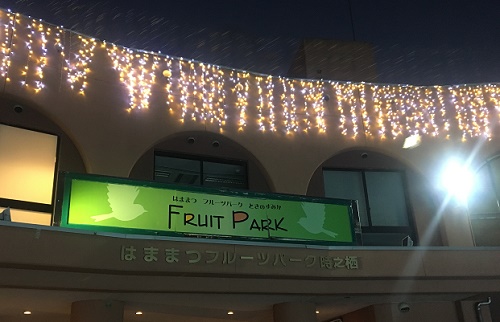 はままつ フルーツパーク ときのすみか
FRUIT PARK
はままつフルーツパーク時之栖